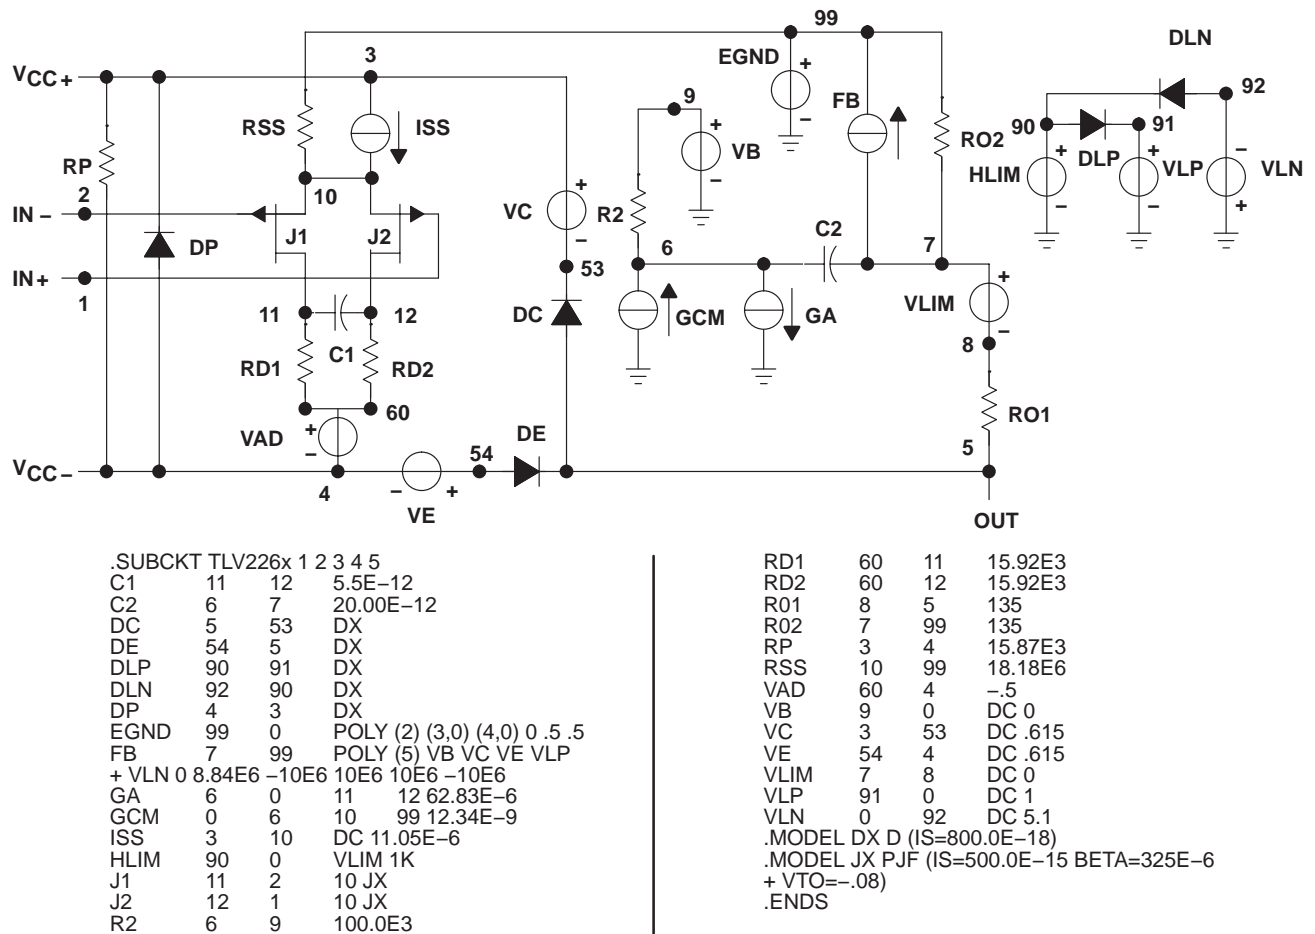 99
DLN
3
VCC+
EGND
+
−
9
FB
92
RSS
ISS
RP
+
−
VB
RO2
90
91
DLP
+
−
HLIM
+
−
VLP
−
+
VLN
10
2
IN −
J1
J2
DP
VC
+
−
R2
C2
6
7
IN+
1
53
11
12
C1
DC
GCM
GA
VLIM
+
−
8
RD1
RD2
60
VAD
+
−
RO1
54
DE
5
VCC−
4
−
+
VE
OUT
.SUBCKT TLV226x 1 2 3 4 5
C1 11 12 5.5E−12
C2 6 7 20.00E−12
DC 5 53 DX
DE 54 5 DX
DLP 90 91 DX
DLN 92 90 DX
DP 4 3 DX
EGND 99 0 POLY (2) (3,0) (4,0) 0 .5 .5
FB 7 99 POLY (5) VB VC VE VLP
+ VLN 0 8.84E6 −10E6 10E6 10E6 −10E6
GA 6 0 11 12 62.83E−6
GCM 0 6 10 99 12.34E−9
ISS 3 10 DC 11.05E−6
HLIM 90 0 VLIM 1K
J1 11 2 10 JX
J2 12 1 10 JX
R2 6 9 100.0E3
RD1 60 11 15.92E3
RD2 60 12 15.92E3
R01 8 5 135
R02 7 99 135
RP 3 4 15.87E3
RSS 10 99 18.18E6
VAD 60 4 −.5
VB 9 0 DC 0
VC 3 53 DC .615
VE 54 4 DC .615
VLIM 7 8 DC 0
VLP 91 0 DC 1
VLN 0 92 DC 5.1
.MODEL DX D (IS=800.0E−18)
.MODEL JX PJF (IS=500.0E−15 BETA=325E−6
+ VTO=−.08)
.ENDS